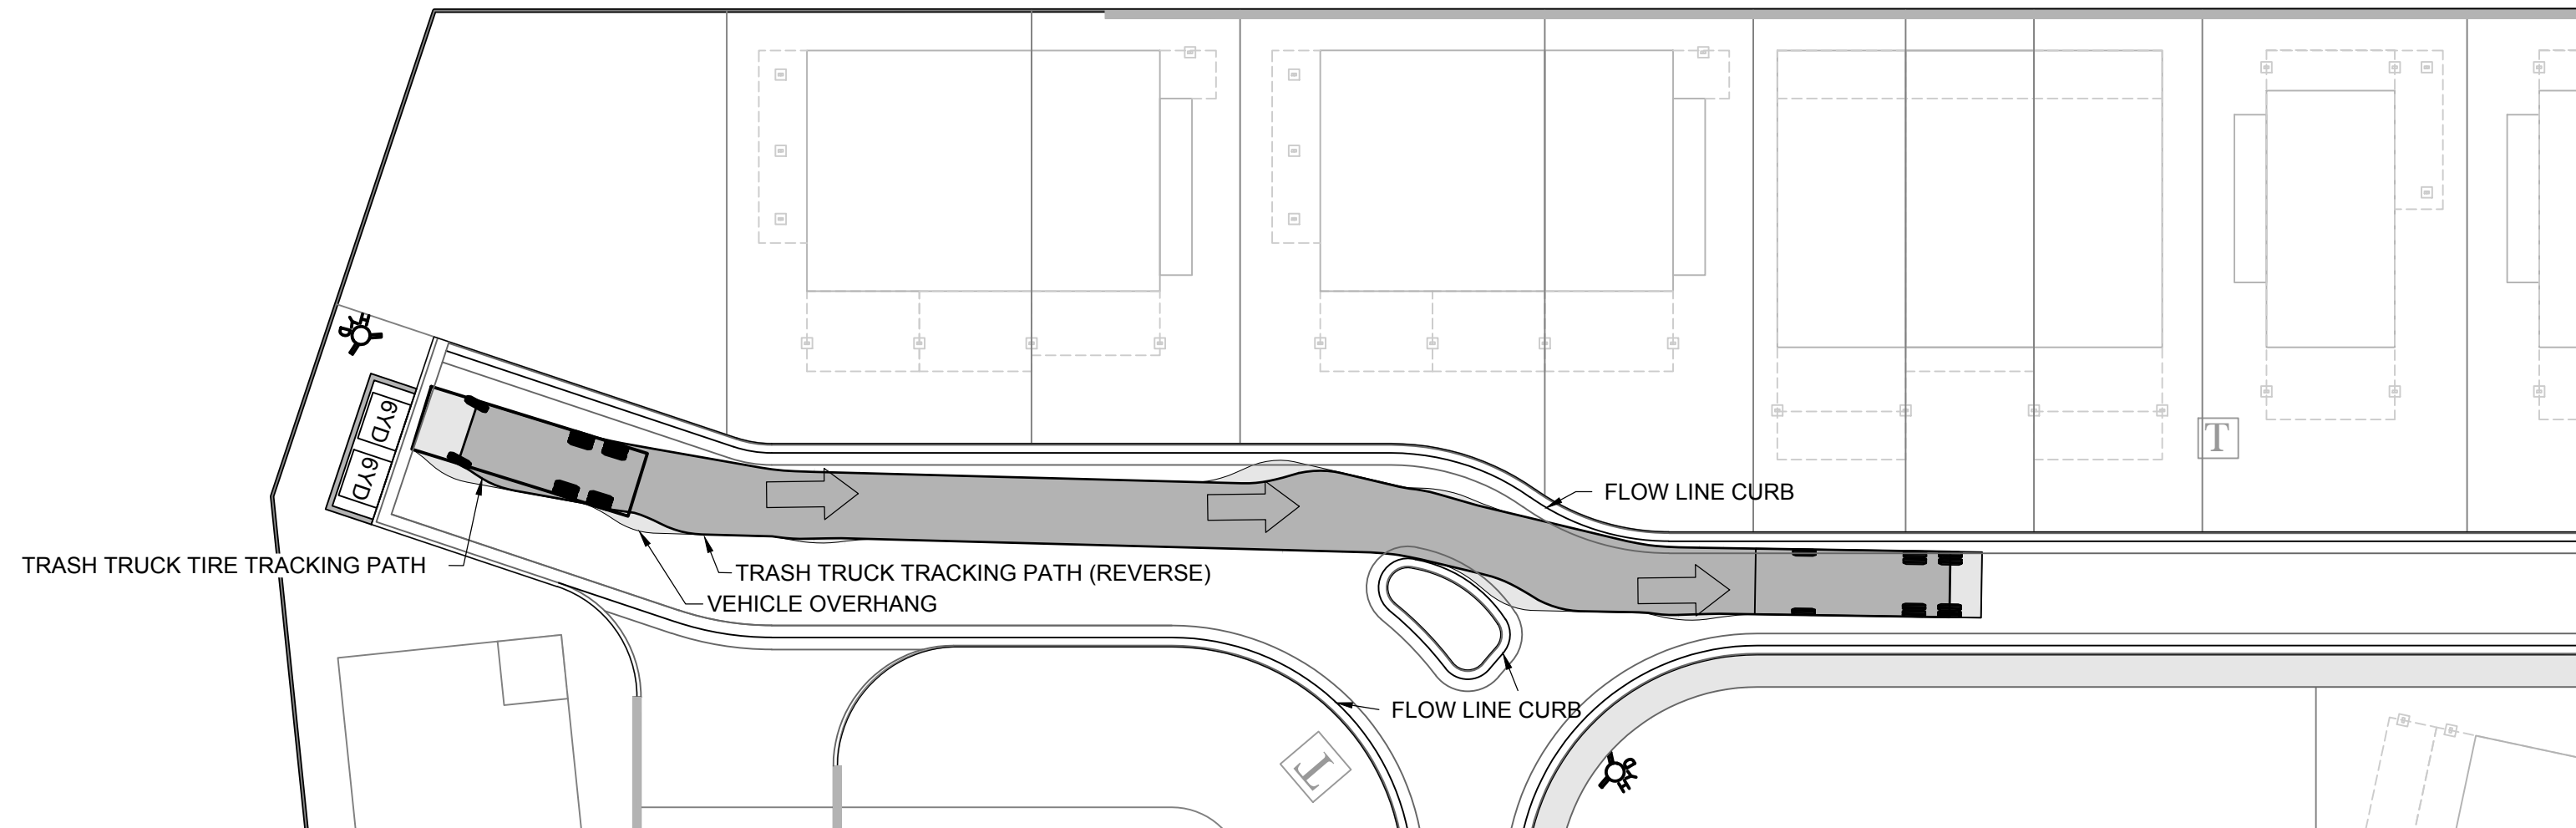 T
6YD
6YD
FLOW LINE CURB
TRASH TRUCK TIRE TRACKING PATH
TRASH TRUCK TRACKING PATH (REVERSE)
VEHICLE OVERHANG
FLOW LINE CURB
T